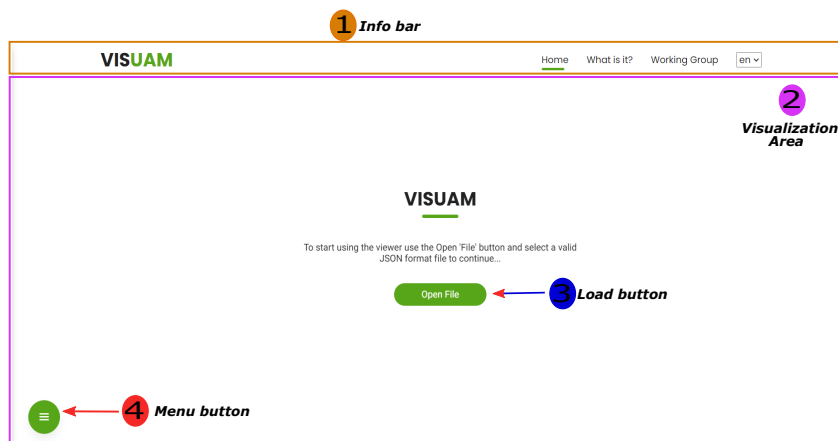 1 Info bar
VISUAM
Home What is it? Working Group en
2
Visualization
Area
VISUAM
To start using the viewer use the Open 'File' button and select a valid
JSON format file to continue...
Open File
3 Load button
4 Menu button